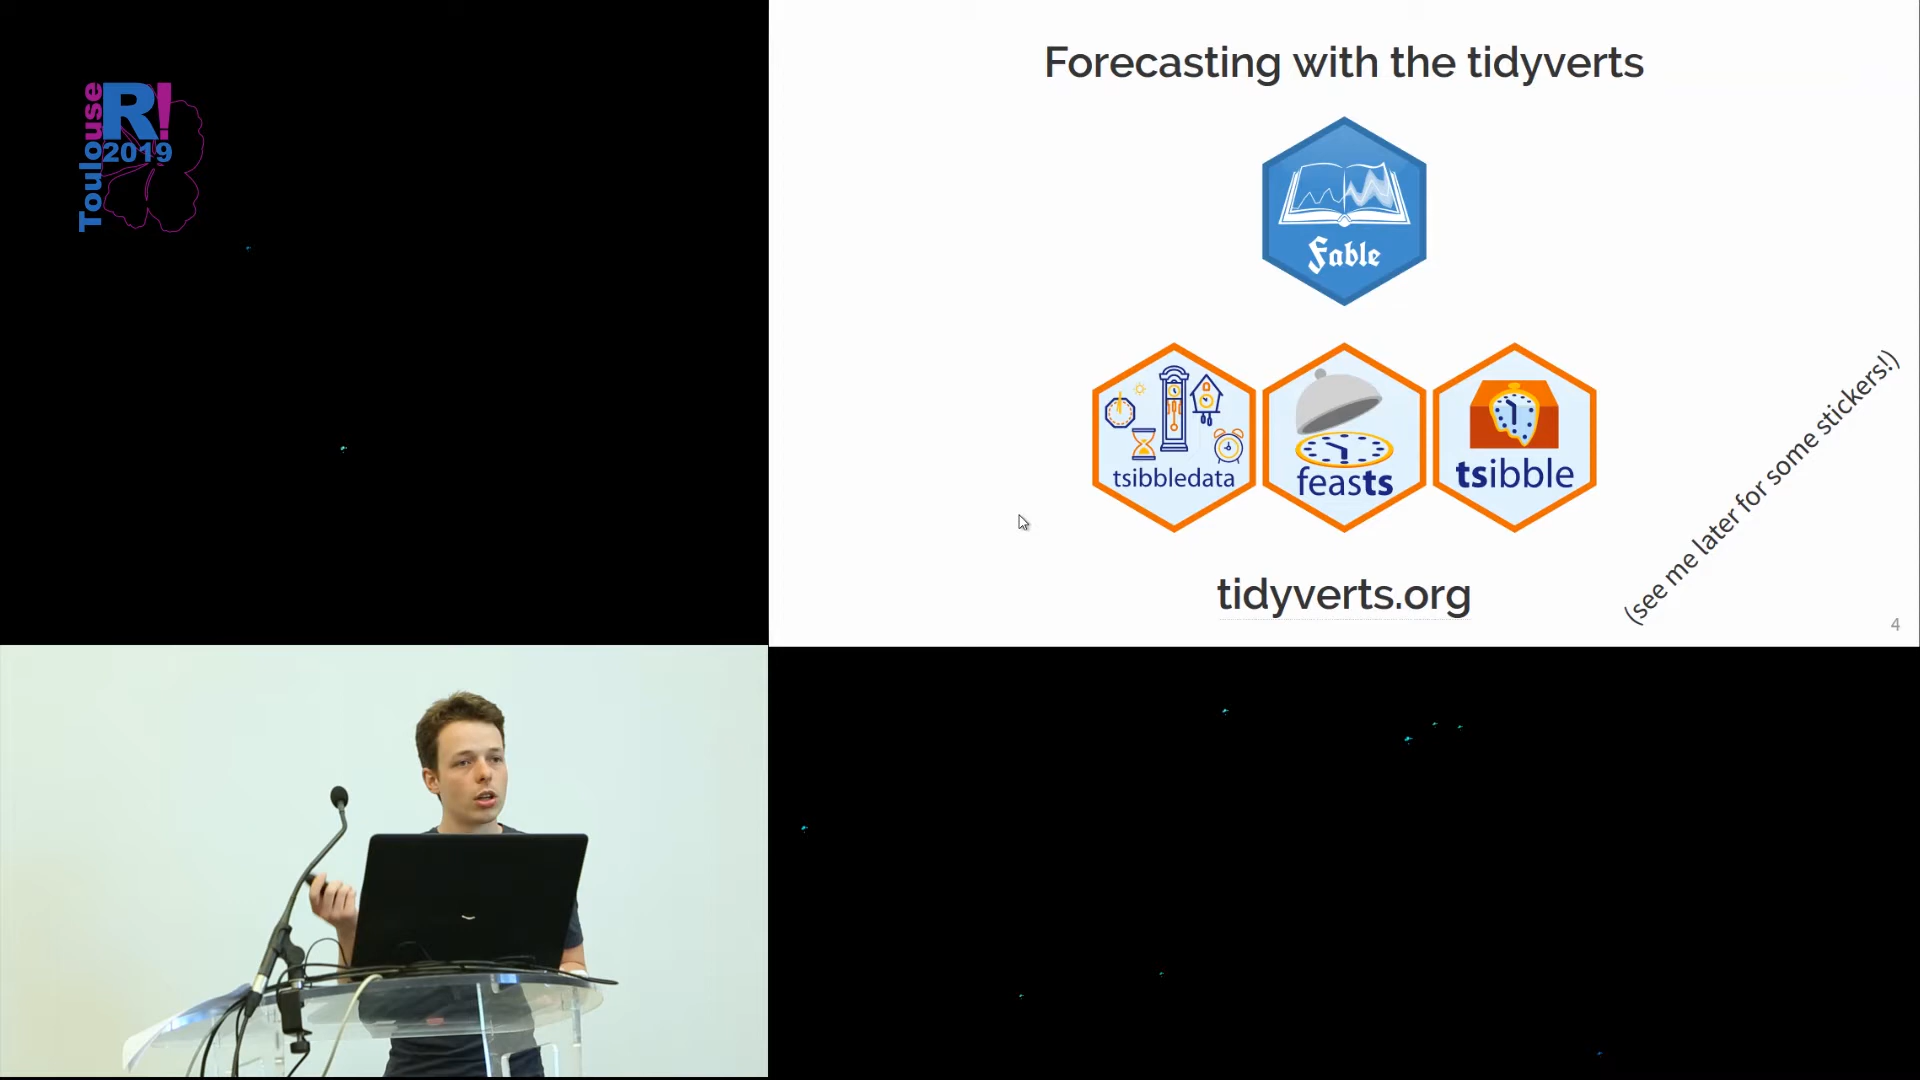 Toulouse
R!
2019
Forecasting with the tidyverts
Fable
tsibbledata
feasts
tsibble
(see me later for some stickers!)
tidyverts.org
4